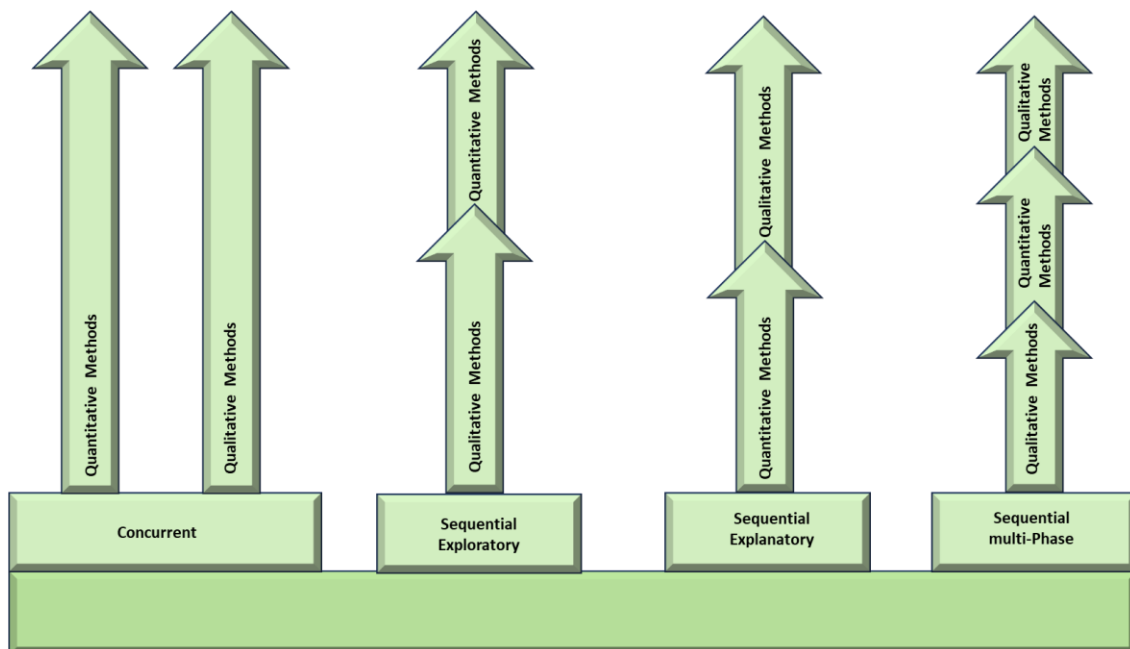 Quantitative Methods
Qualitative Methods
Concurrent
Quantitative Methods
Qualitative Methods
Sequential
Exploratory
Qualitative Methods
Quantitative Methods
Sequential
Explanatory
Qualitative
Methods
Quantitative
Methods
Qualitative Methods
Sequential
multi-Phase